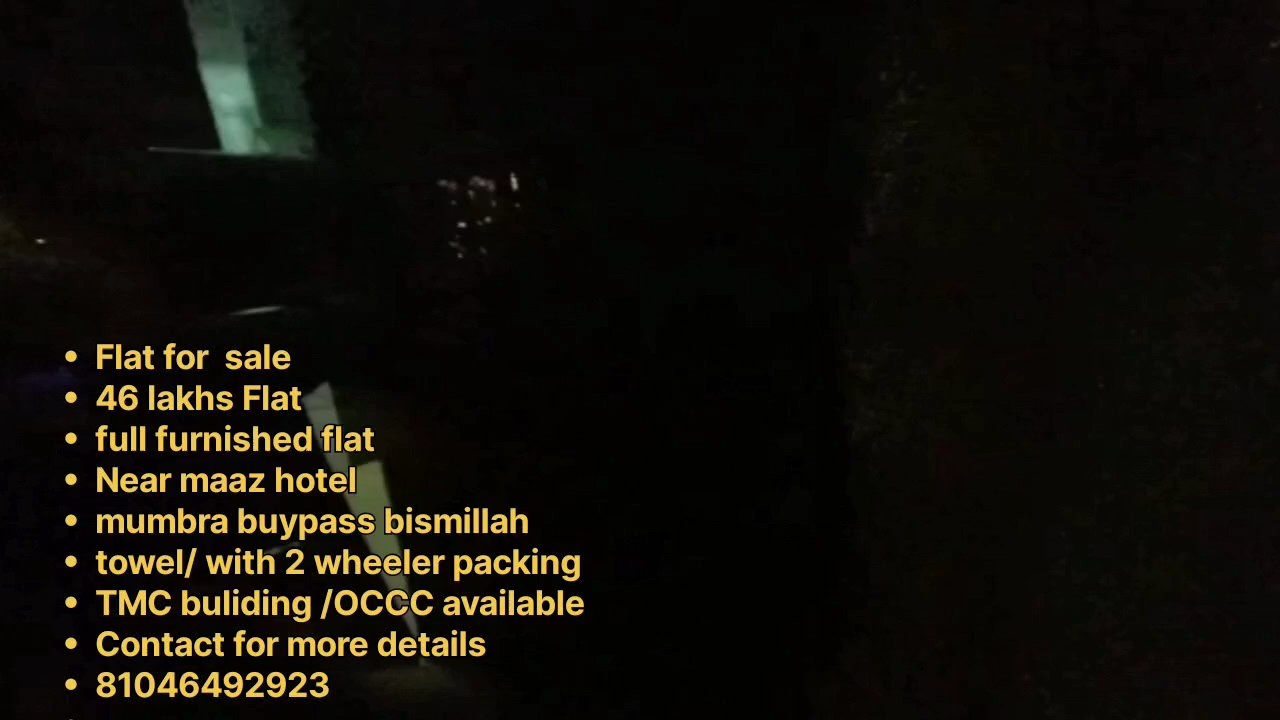 • Flat for  sale
• 46 lakhs Flat
• full furnished flat
• Near maaz hotel
• mumbra buypass bismillah
• towel/ with 2 wheeler packing
• TMC buliding /OCCC available
• Contact for more details
• 81046492923